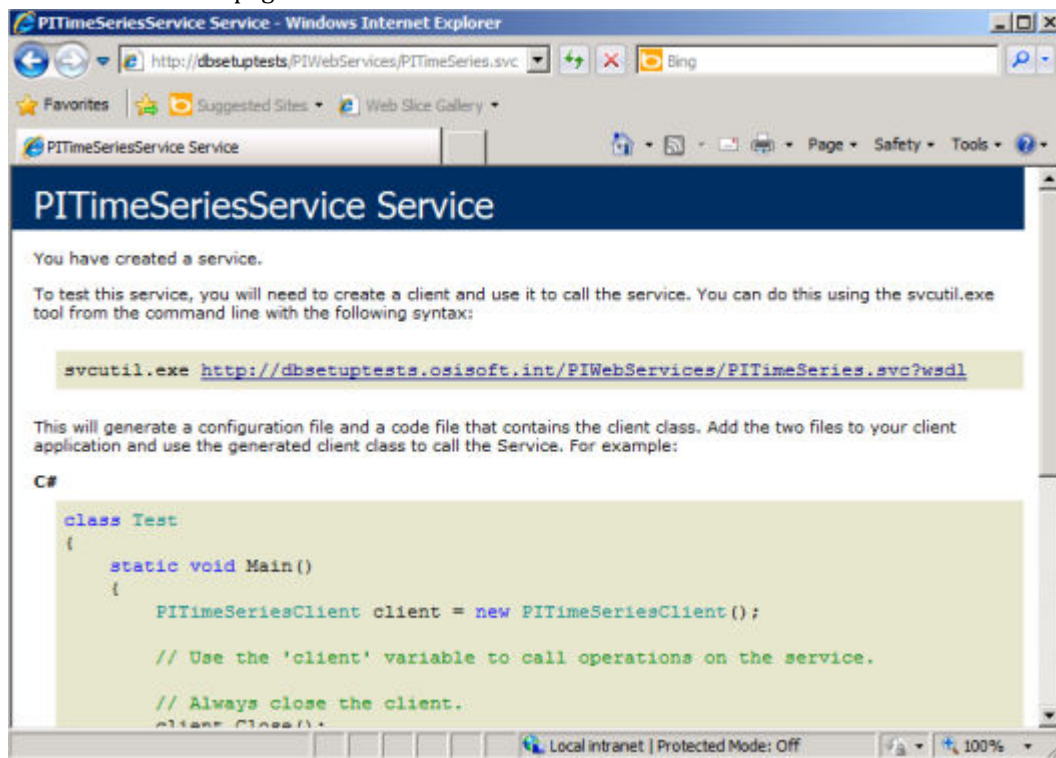 PITimeSeriesService Service - Windows Internet Explorer
http://dbsetuptests/PIWebServices/PITimeSeries.svc
Bing
Favorites
Suggested Sites
Web Slice Gallery
PITimeSeriesService Service
Page
Safety
Tools
PITimeSeriesService Service
You have created a service.
To test this service, you will need to create a client and use it to call the service. You can do this using the svcutil.exe
tool from the command line with the following syntax:
svcutil.exe http://dbsetuptests.osisoft.int/PIWebServices/PITimeSeries.svc?wsdl
This will generate a configuration file and a code file that contains the client class. Add the two files to your client
application and use the generated client class to call the Service. For example:
C#
class Test
{
static void Main()
{
PITimeSeriesClient client = new PITimeSeriesClient();
// Use the 'client' variable to call operations on the service.
// Always close the client.
client.Close();
Local intranet | Protected Mode: Off
100%